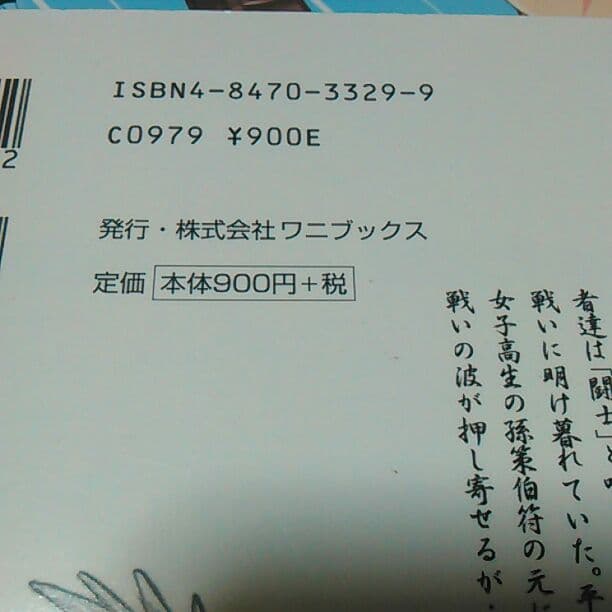 2
ISBN4-8470-3329-9
C0979 ¥900E
発行・株式会社ワニブックス
定価 本体900円+税
者達は「闘士」と
戦いに明け暮れていた。平
女子高生の孫策伯符の元
戦いの波が押し寄せるが